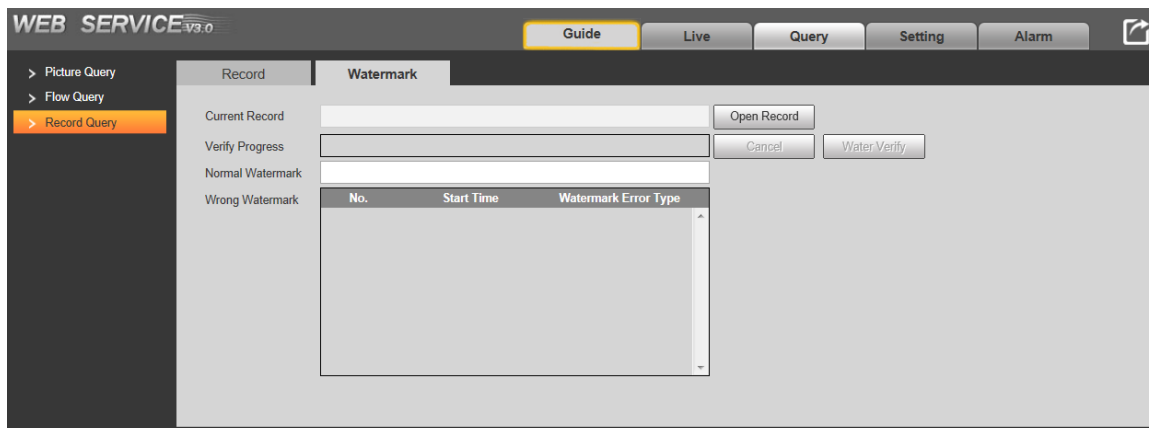 WEB SERVICE V3.0
Guide Live Query Setting Alarm
> Picture Query
> Flow Query
> Record Query
Record Watermark
Current Record Open Record
Verify Progress Cancel Water Verify
Normal Watermark
Wrong Watermark No. Start Time Watermark Error Type